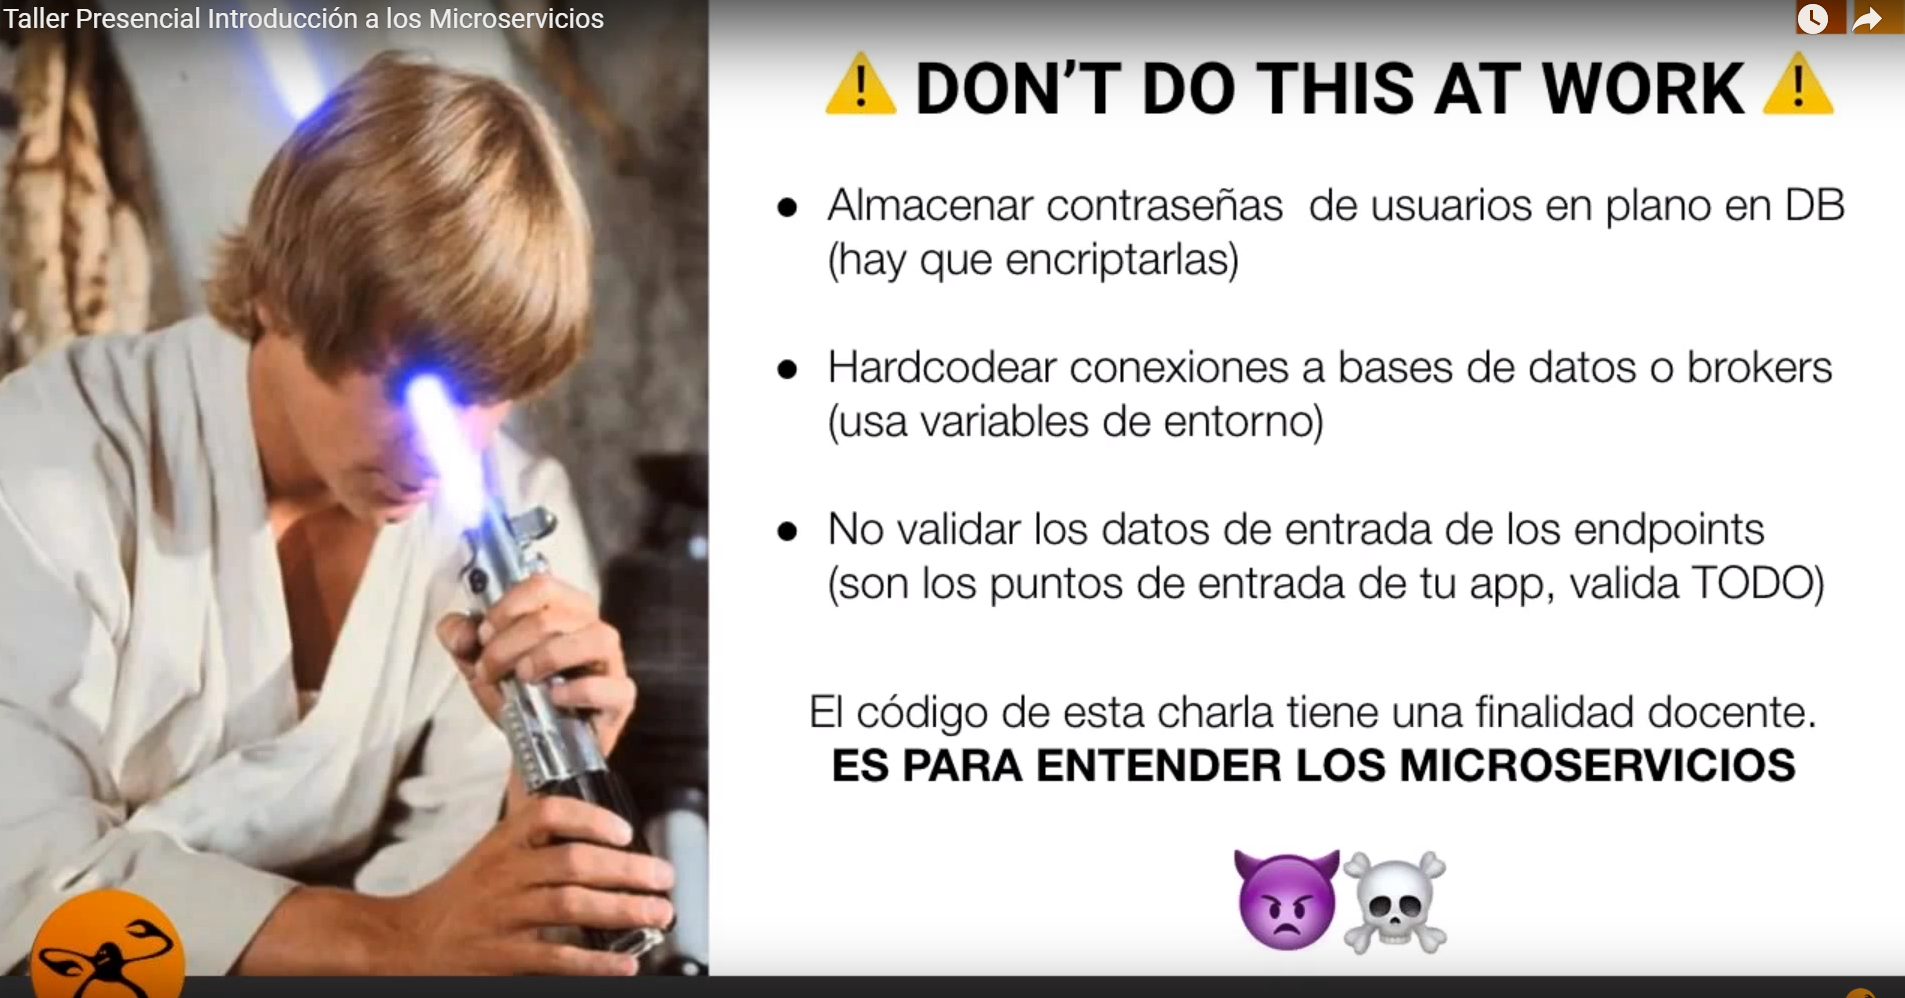 Taller Presencial Introducción a los Microservicios
DON'T DO THIS AT WORK
Almacenar contraseñas de usuarios en plano en DB
(hay que encriptarlas)
Hardcodear conexiones a bases de datos o brokers
(usa variables de entorno)
No validar los datos de entrada de los endpoints
(son los puntos de entrada de tu app, valida TODO)
El código de esta charla tiene una finalidad docente.
ES PARA ENTENDER LOS MICROSERVICIOS